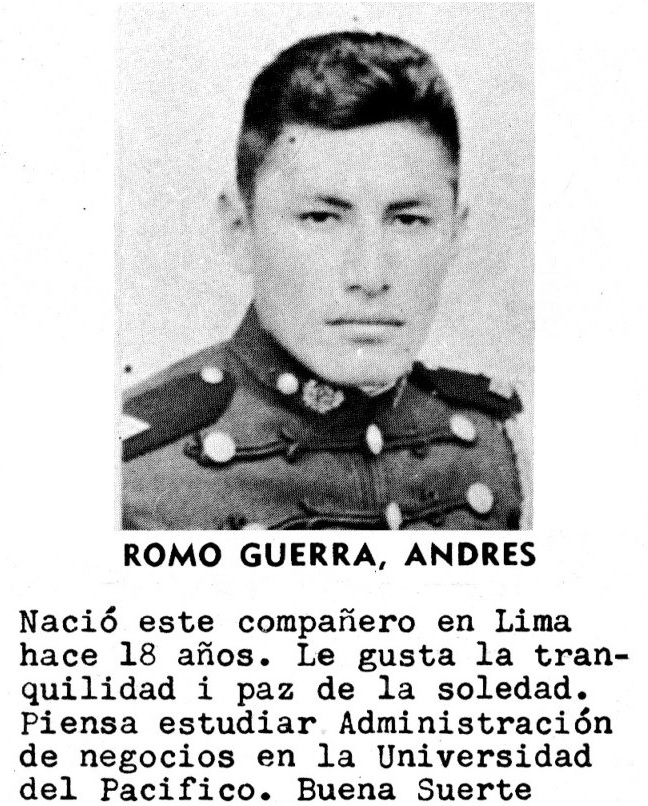 ROMO GUERRA, ANDRES
Nació este compañero en Lima
hace 18 años. Le gusta la tran-
quilidad i paz de la soledad.
Piensa estudiar Administración
de negocios en la Universidad
del Pacifico. Buena Suerte